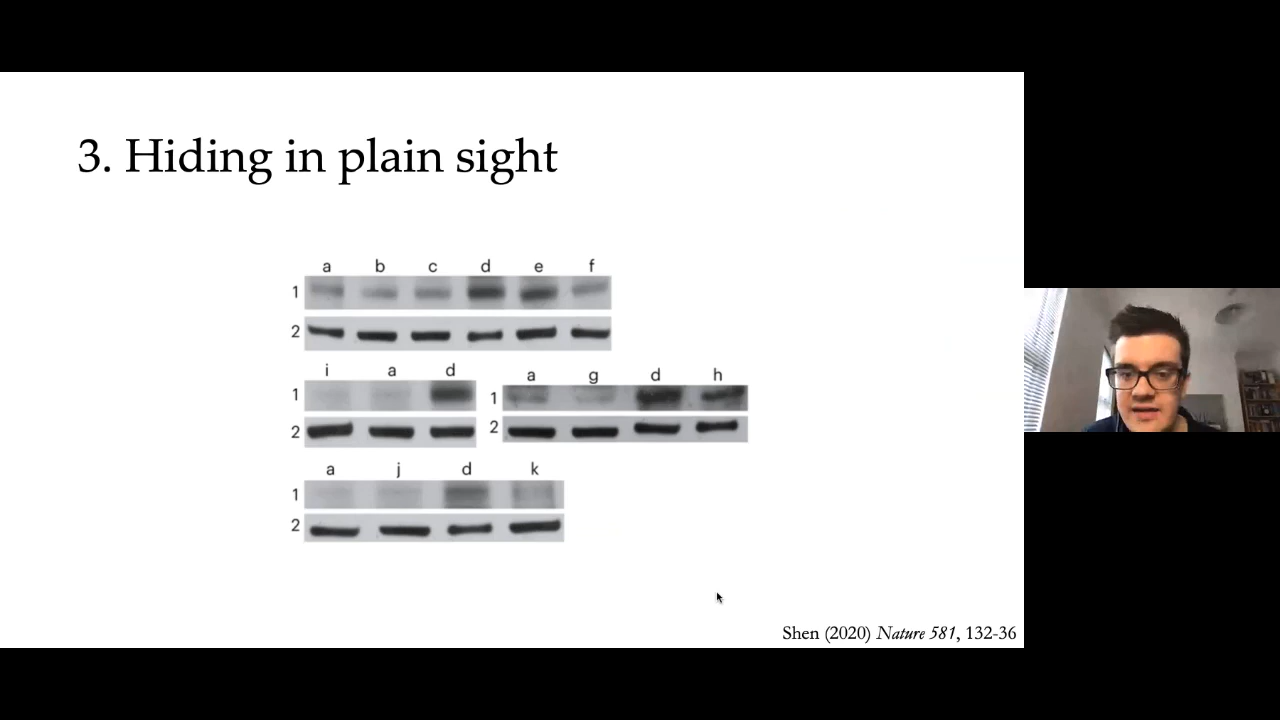 3. Hiding in plain sight
a b c d e f
1
2
i a d
1
2
a g d h
1
2
a j d k
1
2
Shen (2020) Nature 581, 132-36